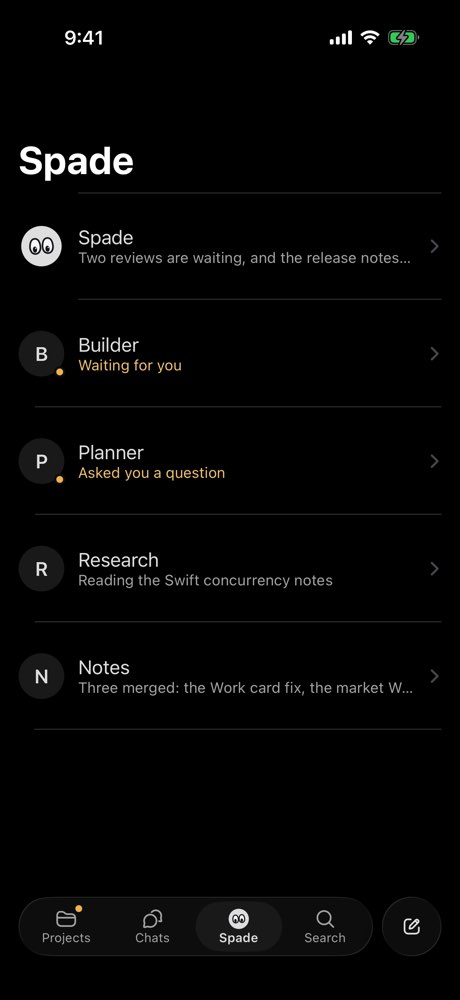 9:41
Spade
Spade
Two reviews are waiting, and the release notes...
B
Builder
Waiting for you
P
Planner
Asked you a question
R
Research
Reading the Swift concurrency notes
N
Notes
Three merged: the Work card fix, the market W...
Projects
Chats
Spade
Search